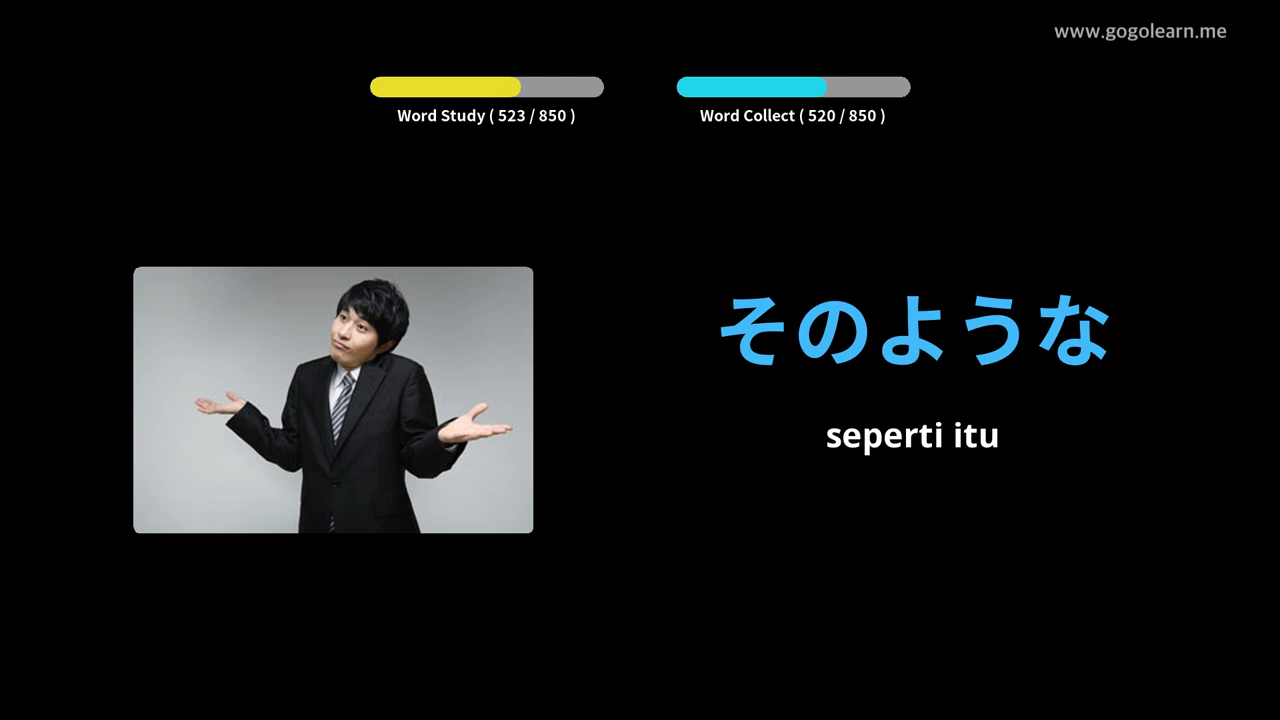 www.gogolearn.me
Word Study ( 523 / 850 )
Word Collect ( 520 / 850 )
そのような
seperti itu